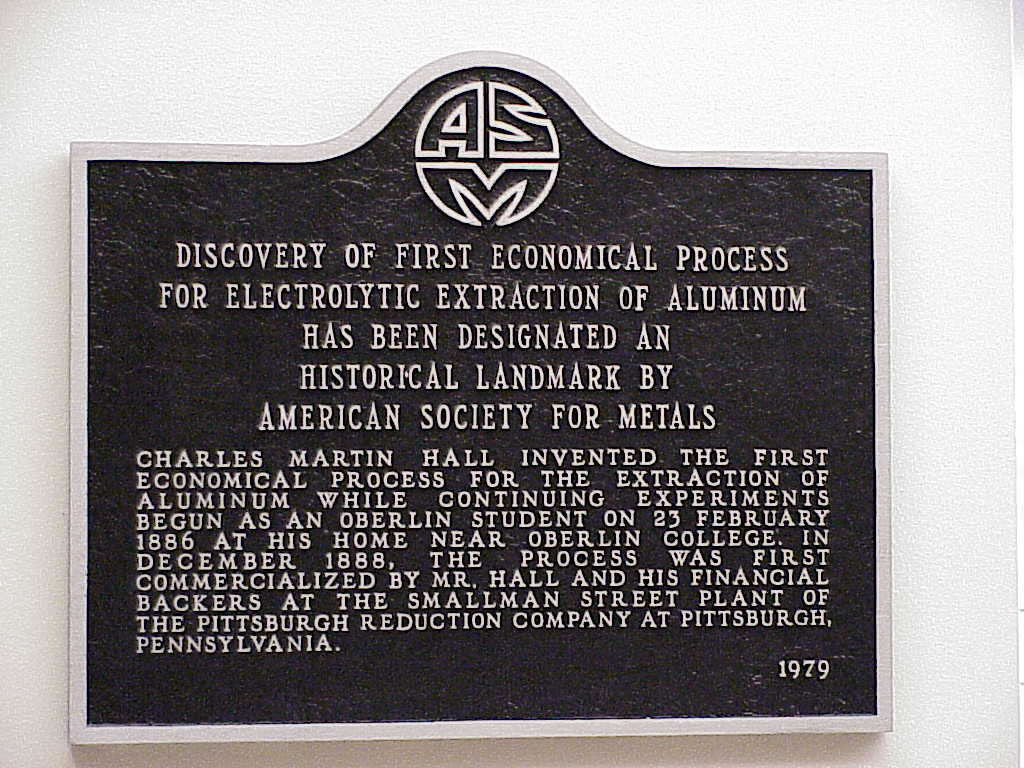 ASM
DISCOVERY OF FIRST ECONOMICAL PROCESS
FOR ELECTROLYTIC EXTRACTION OF ALUMINUM
HAS BEEN DESIGNATED AN
HISTORICAL LANDMARK BY
AMERICAN SOCIETY FOR METALS
CHARLES MARTIN HALL INVENTED THE FIRST
ECONOMICAL PROCESS FOR THE EXTRACTION OF
ALUMINUM WHILE CONTINUING EXPERIMENTS
BEGUN AS AN OBERLIN STUDENT ON 23 FEBRUARY
1886 AT HIS HOME NEAR OBERLIN COLLEGE. IN
DECEMBER 1888, THE PROCESS WAS FIRST
COMMERCIALIZED BY MR. HALL AND HIS FINANCIAL
BACKERS AT THE SMALLMAN STREET PLANT OF
THE PITTSBURGH REDUCTION COMPANY AT PITTSBURGH,
PENNSYLVANIA.
1979